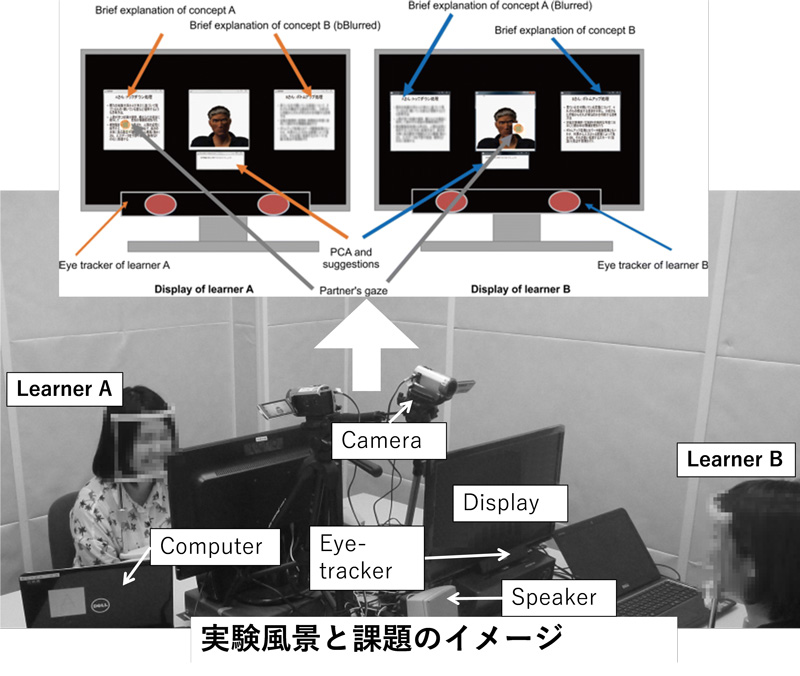 Brief explanation of concept A
Brief explanation of concept B (bBlurred)
Brief explanation of concept A (Blurred)
Brief explanation of concept B
Eye tracker of learner A
PCA and
suggestions
Eye tracker of learner B
Display of learner A
Partner's gaze
Display of learner B
Learner A
Camera
Learner B
Display
Computer
Eye-
tracker
Speaker
DELL
実験風景と課題のイメージ